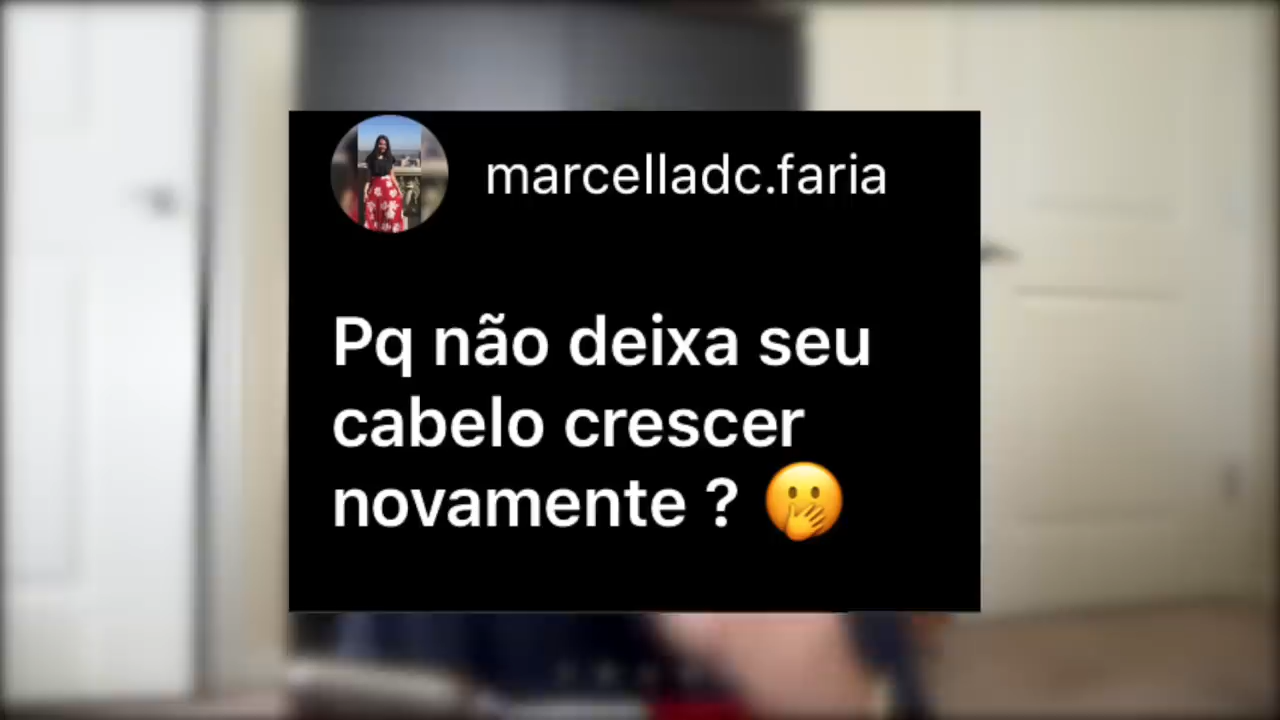 marcelladc.faria
Pq não deixa seu
cabelo crescer
novamente ? 🤭